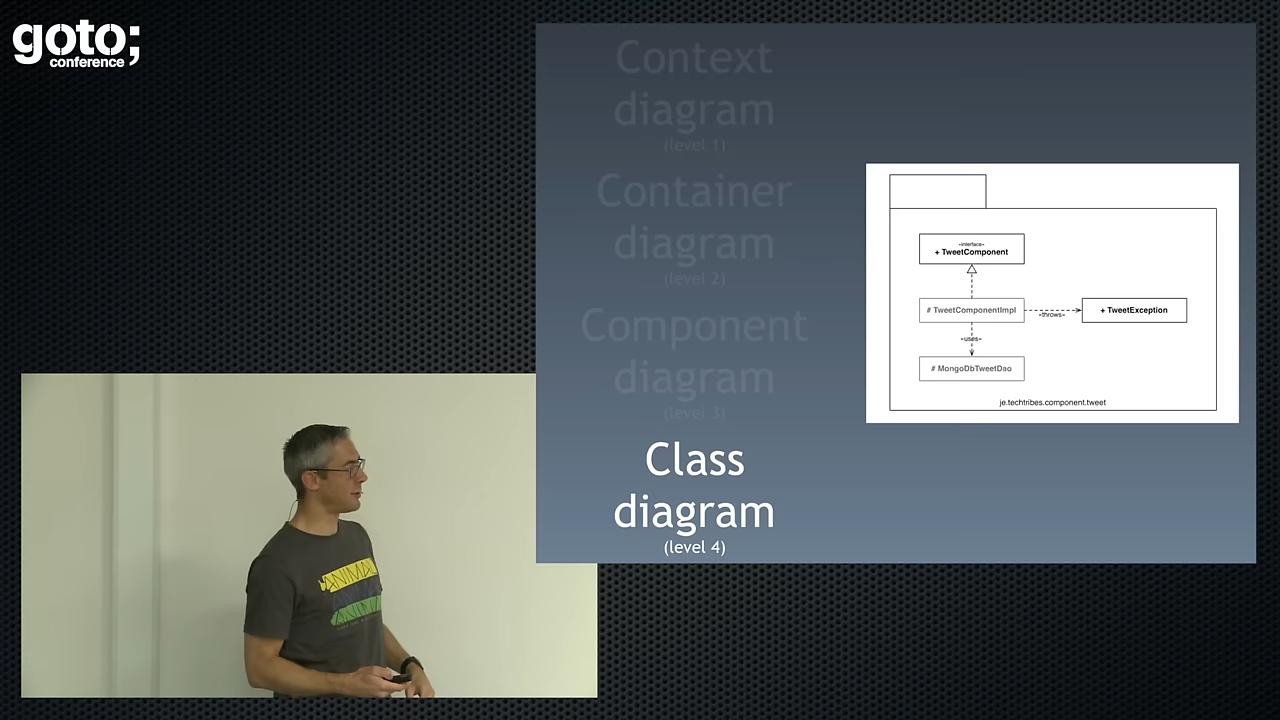 goto;
conference
Context
diagram
(level 1)
Container
diagram
(level 2)
Component
diagram
(level 3)
Class
diagram
(level 4)
«interface»
+ TweetComponent
# TweetComponentImpl
«throws»
+ TweetException
«uses»
# MongoDbTweetDao
je.techtribes.component.tweet
ANIMAL